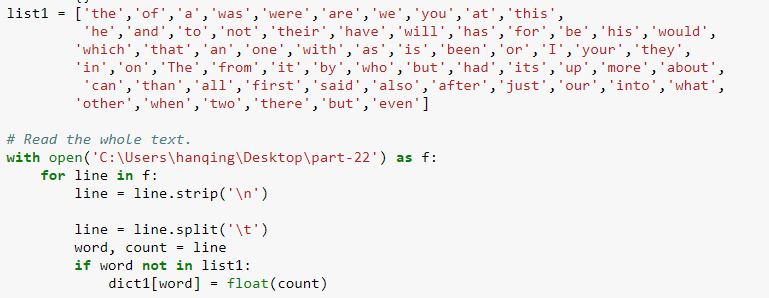 list1 = ['the','of','a','was','were','are','we','you','at','this',
'he','and','to','not','their','have','will','has','for','be','his','would',
'which','that','an','one','with','as','is','been','or','I','your','they',
'in','on','The','from','it','by','who','but','had','its','up','more','about',
'can','than','all','first','said','also','after','just','our','into','what',
'other','when','two','there','but','even']
# Read the whole text.
with open('C:\Users\hanqing\Desktop\part-22') as f:
for line in f:
line = line.strip('\n')
line = line.split('\t')
word, count = line
if word not in list1:
dict1[word] = float(count)